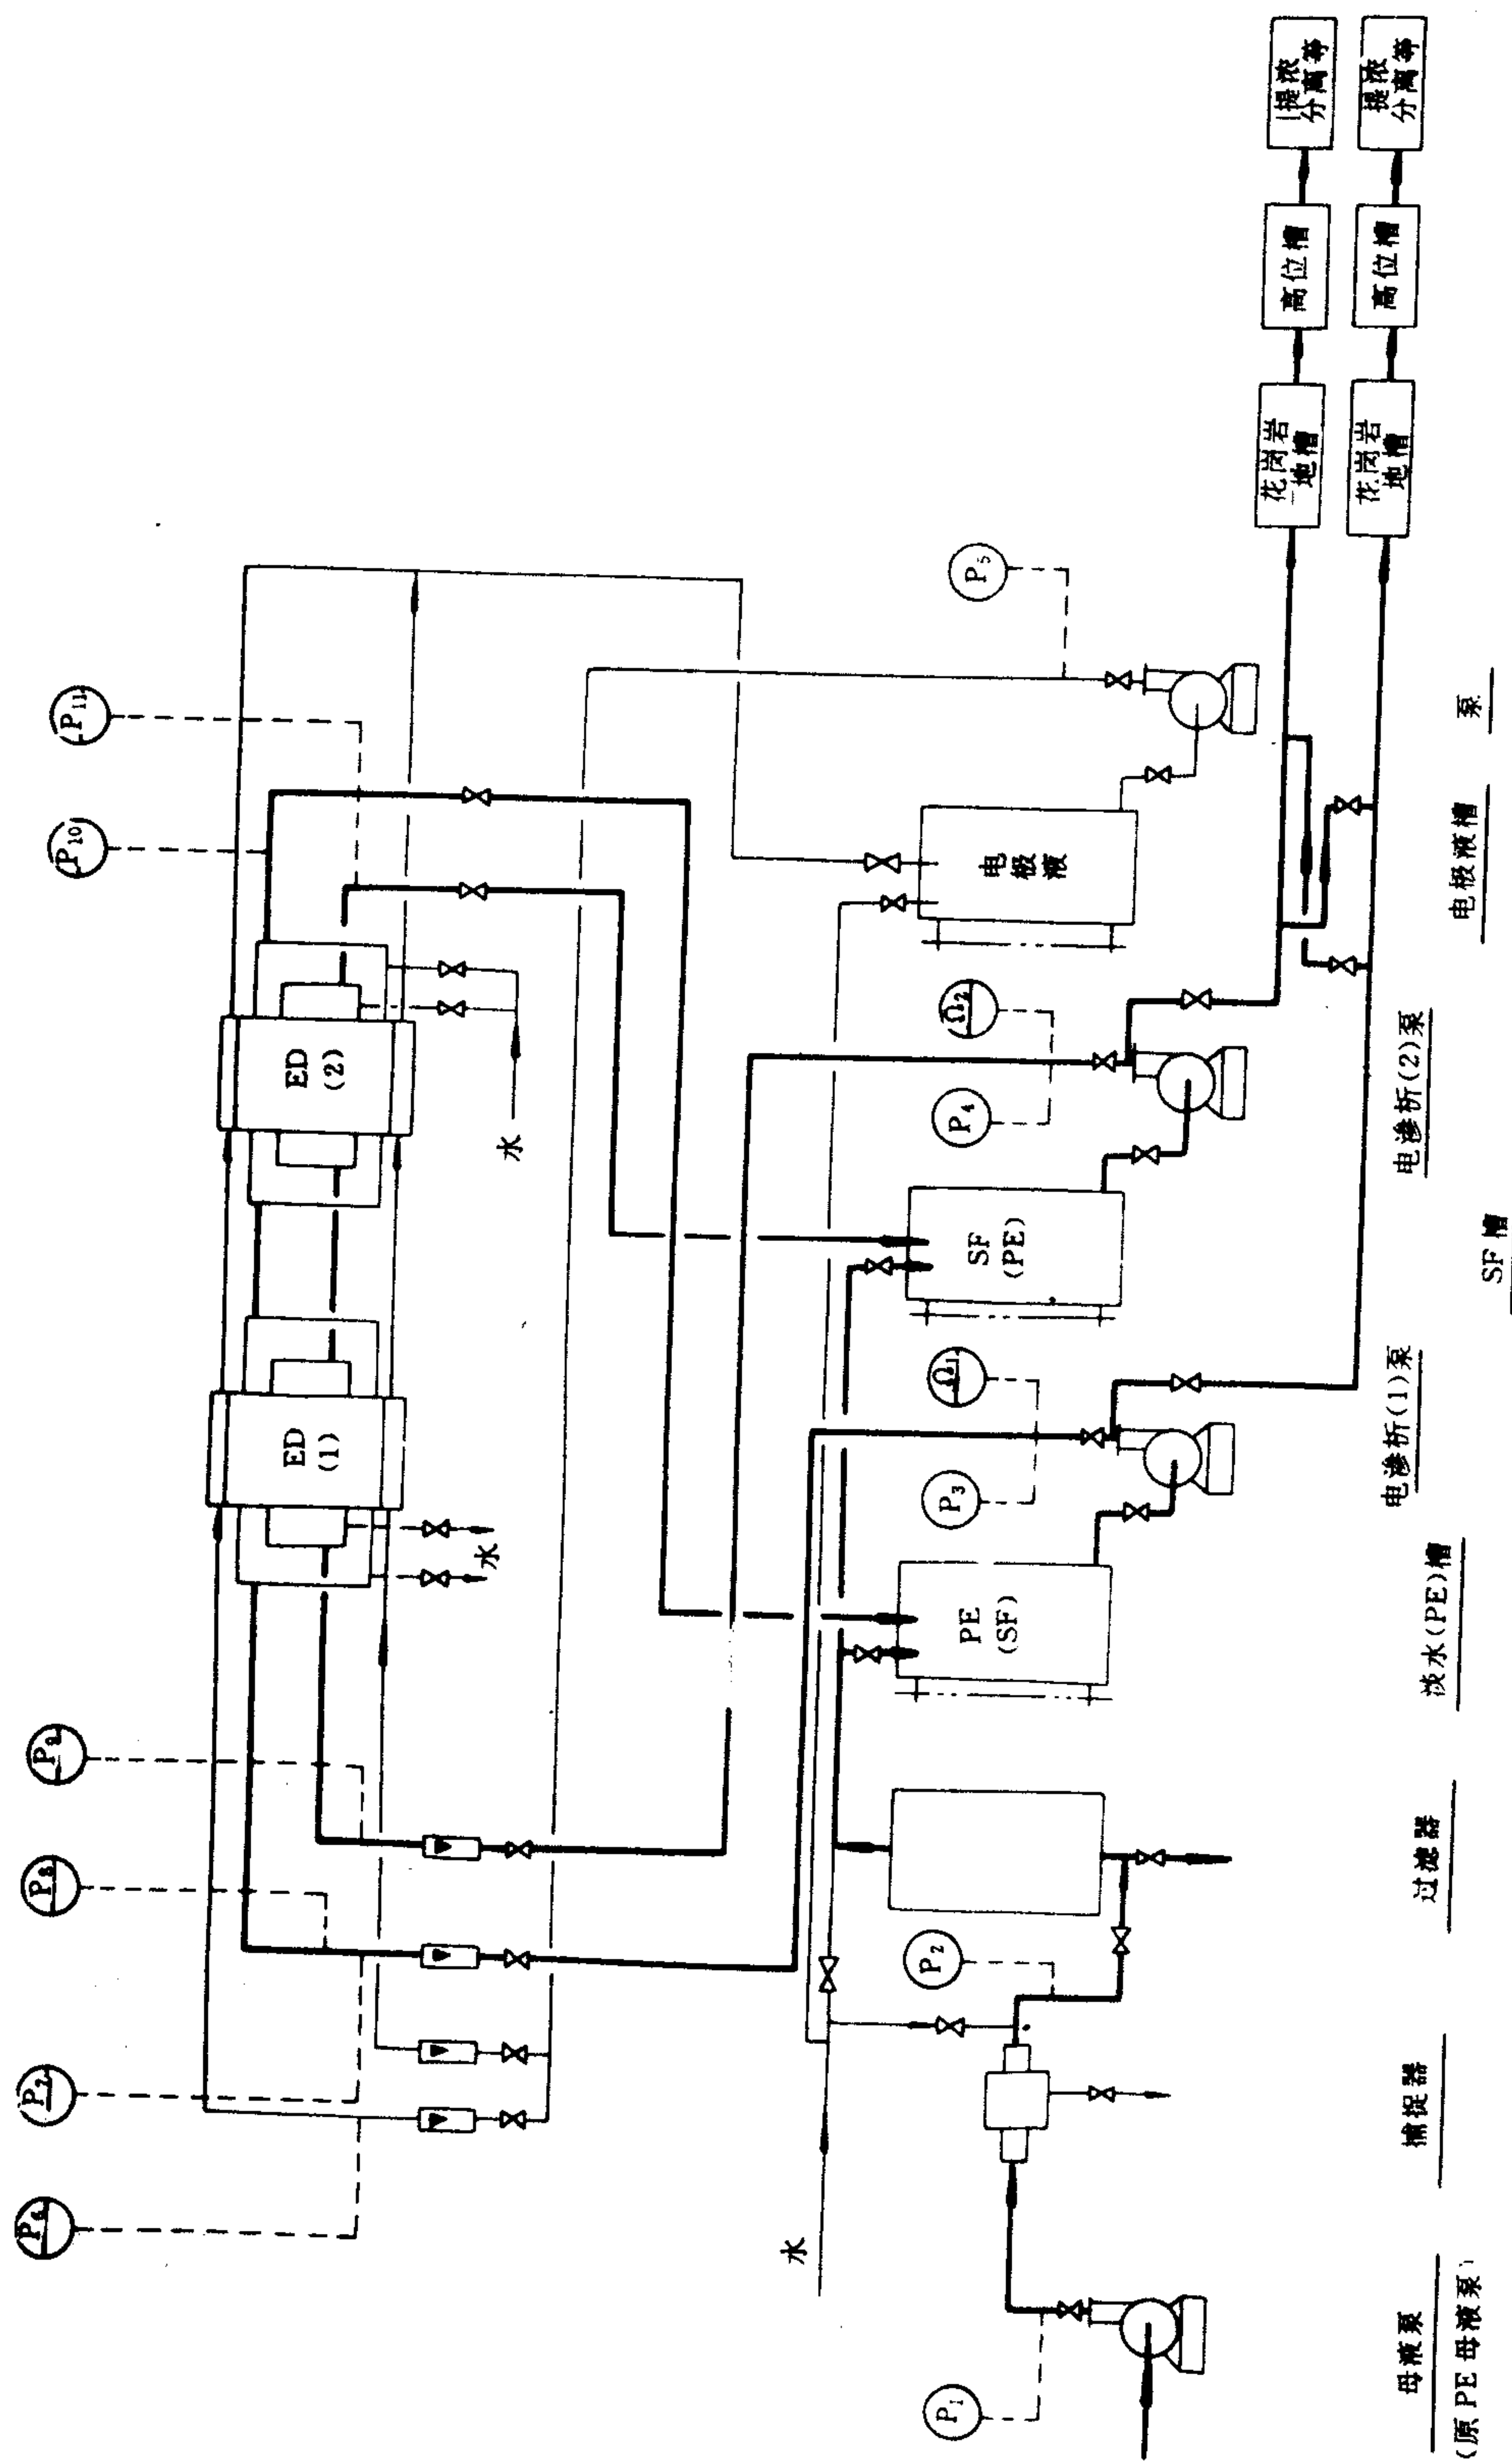 P₆
P₇
P₈
P₉
P₁₀
P₁₁
ED
(1)
ED
(2)
水
水
水
P₁
P₂
P₃
Ω₁
P₄
Ω₂
P₅
PE
(SF)
SF
(PE)
电
极
液
花岗岩
地槽
高位槽
提浓
分离等
花岗岩
地槽
高位槽
提浓
分离等
母液泵
(原PE母液泵)
捕捉器
过滤器
淡水(PE)槽
电渗析(1)泵
SF槽
电渗析(2)泵
电极液槽
泵